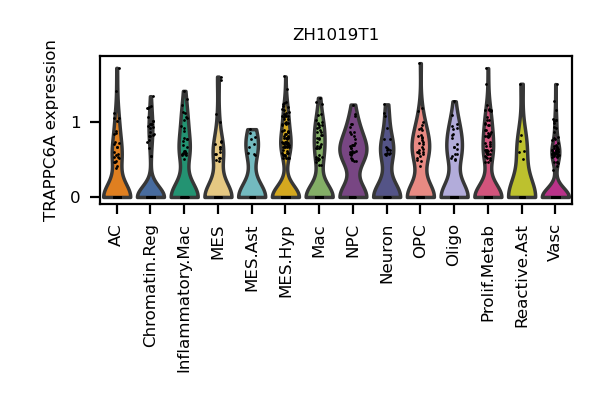 ZH1019T1
TRAPPC6A expression
1
0
AC
Chromatin.Reg
Inflammatory.Mac
MES
MES.Ast
MES.Hyp
Mac
NPC
Neuron
OPC
Oligo
Prolif.Metab
Reactive.Ast
Vasc